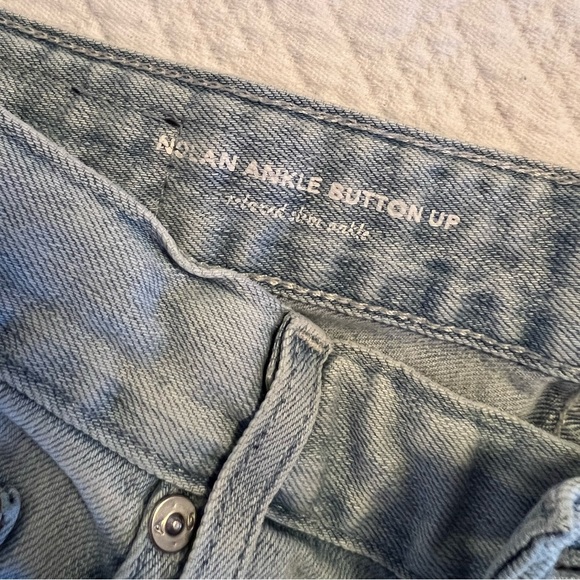 NOLAN ANKLE BUTTON UP
relaxed slim ankle